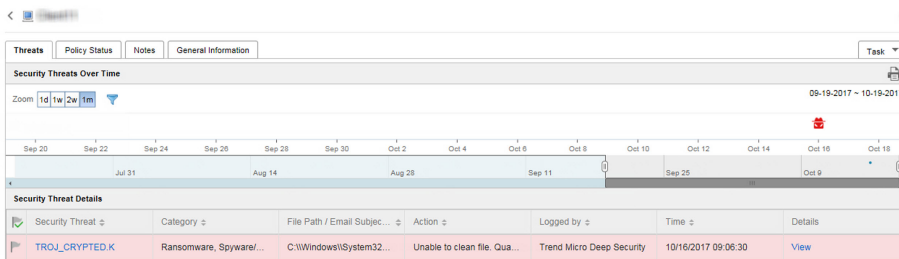 Threats Policy Status Notes General Information Task
Security Threats Over Time
Zoom 1d 1w 2w 1m 09-19-2017 ~ 10-19-201
Sep 20 Sep 22 Sep 24 Sep 26 Sep 28 Sep 30 Oct 2 Oct 4 Oct 6 Oct 8 Oct 10 Oct 12 Oct 14 Oct 16 Oct 18
Jul 31 Aug 14 Aug 28 Sep 11 Sep 25 Oct 9
Security Threat Details
Security Threat Category File Path / Email Subjec... Action Logged by Time Details
TROJ_CRYPTED.K Ransomware, Spyware/... C:\\Windows\\System32... Unable to clean file. Qua... Trend Micro Deep Security 10/16/2017 09:06:30 View